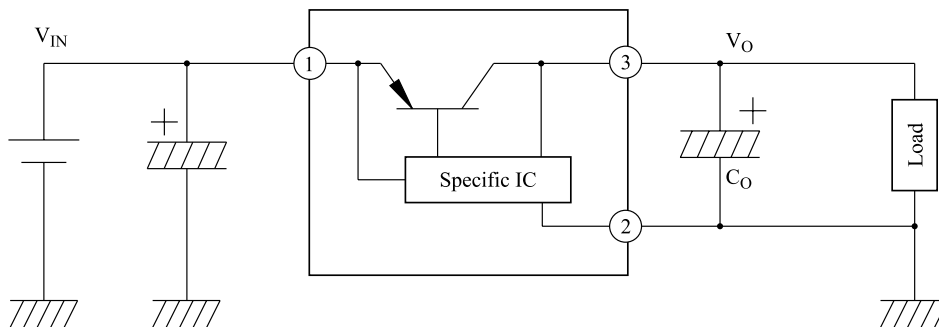 V_IN
1
3
V_O
+
+
Load
Specific IC
C_O
2